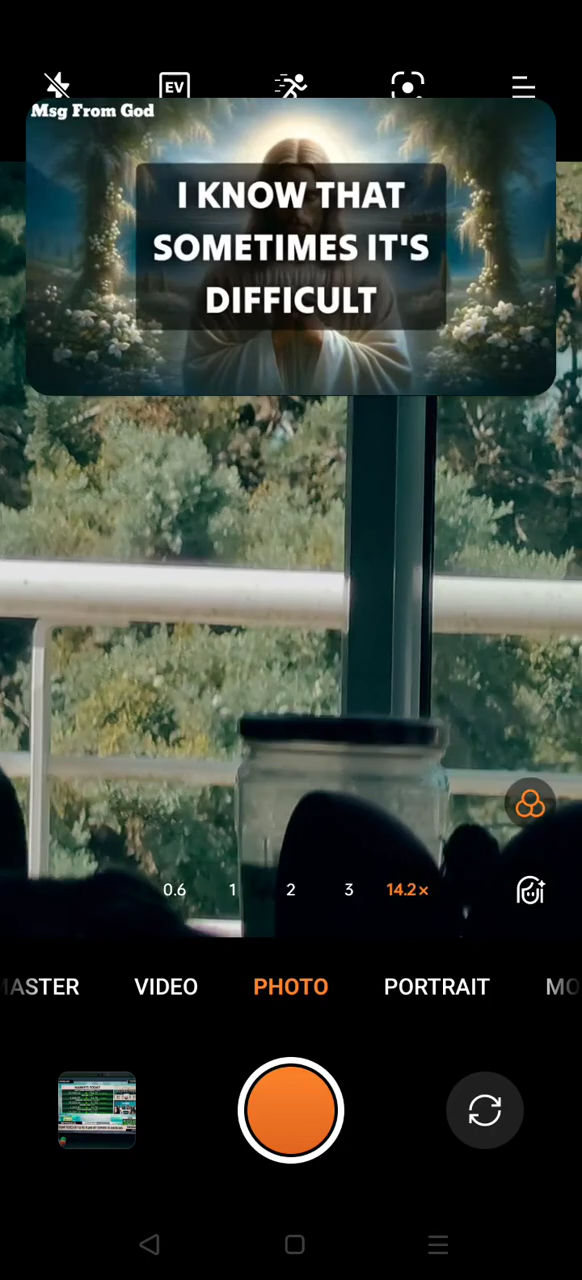 EV
Msg From God
I KNOW THAT
SOMETIMES IT'S
DIFFICULT
0.6 1 2 3 14.2×
MASTER VIDEO PHOTO PORTRAIT MO